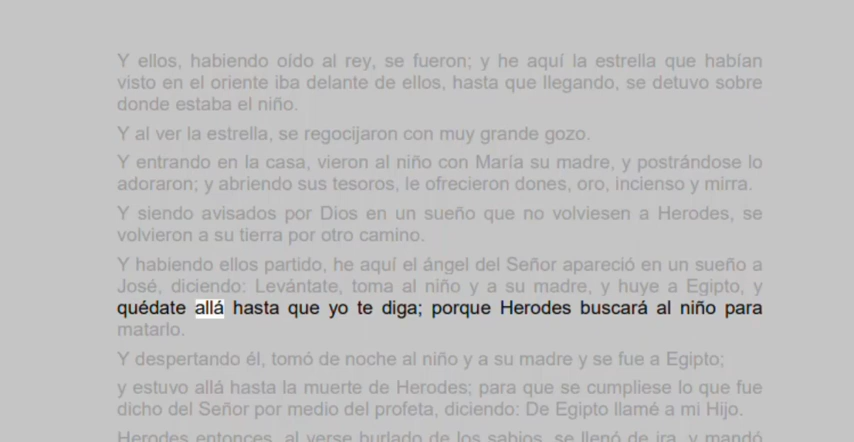 Y ellos, habiendo oído al rey, se fueron; y he aquí la estrella que habían
visto en el oriente iba delante de ellos, hasta que llegando, se detuvo sobre
donde estaba el niño.
Y al ver la estrella, se regocijaron con muy grande gozo.
Y entrando en la casa, vieron al niño con María su madre, y postrándose lo
adoraron; y abriendo sus tesoros, le ofrecieron dones, oro, incienso y mirra.
Y siendo avisados por Dios en un sueño que no volviesen a Herodes, se
volvieron a su tierra por otro camino.
Y habiendo ellos partido, he aquí el ángel del Señor apareció en un sueño a
José, diciendo: Levántate, toma al niño y a su madre, y huye a Egipto, y
quédate allá hasta que yo te diga; porque Herodes buscará al niño para
matarlo.
Y despertando él, tomó de noche al niño y a su madre y se fue a Egipto;
y estuvo allá hasta la muerte de Herodes; para que se cumpliese lo que fue
dicho del Señor por medio del profeta, diciendo: De Egipto llamé a mi Hijo.
Herodes entonces, al verse burlado de los sabios, se llenó de ira, y mandó